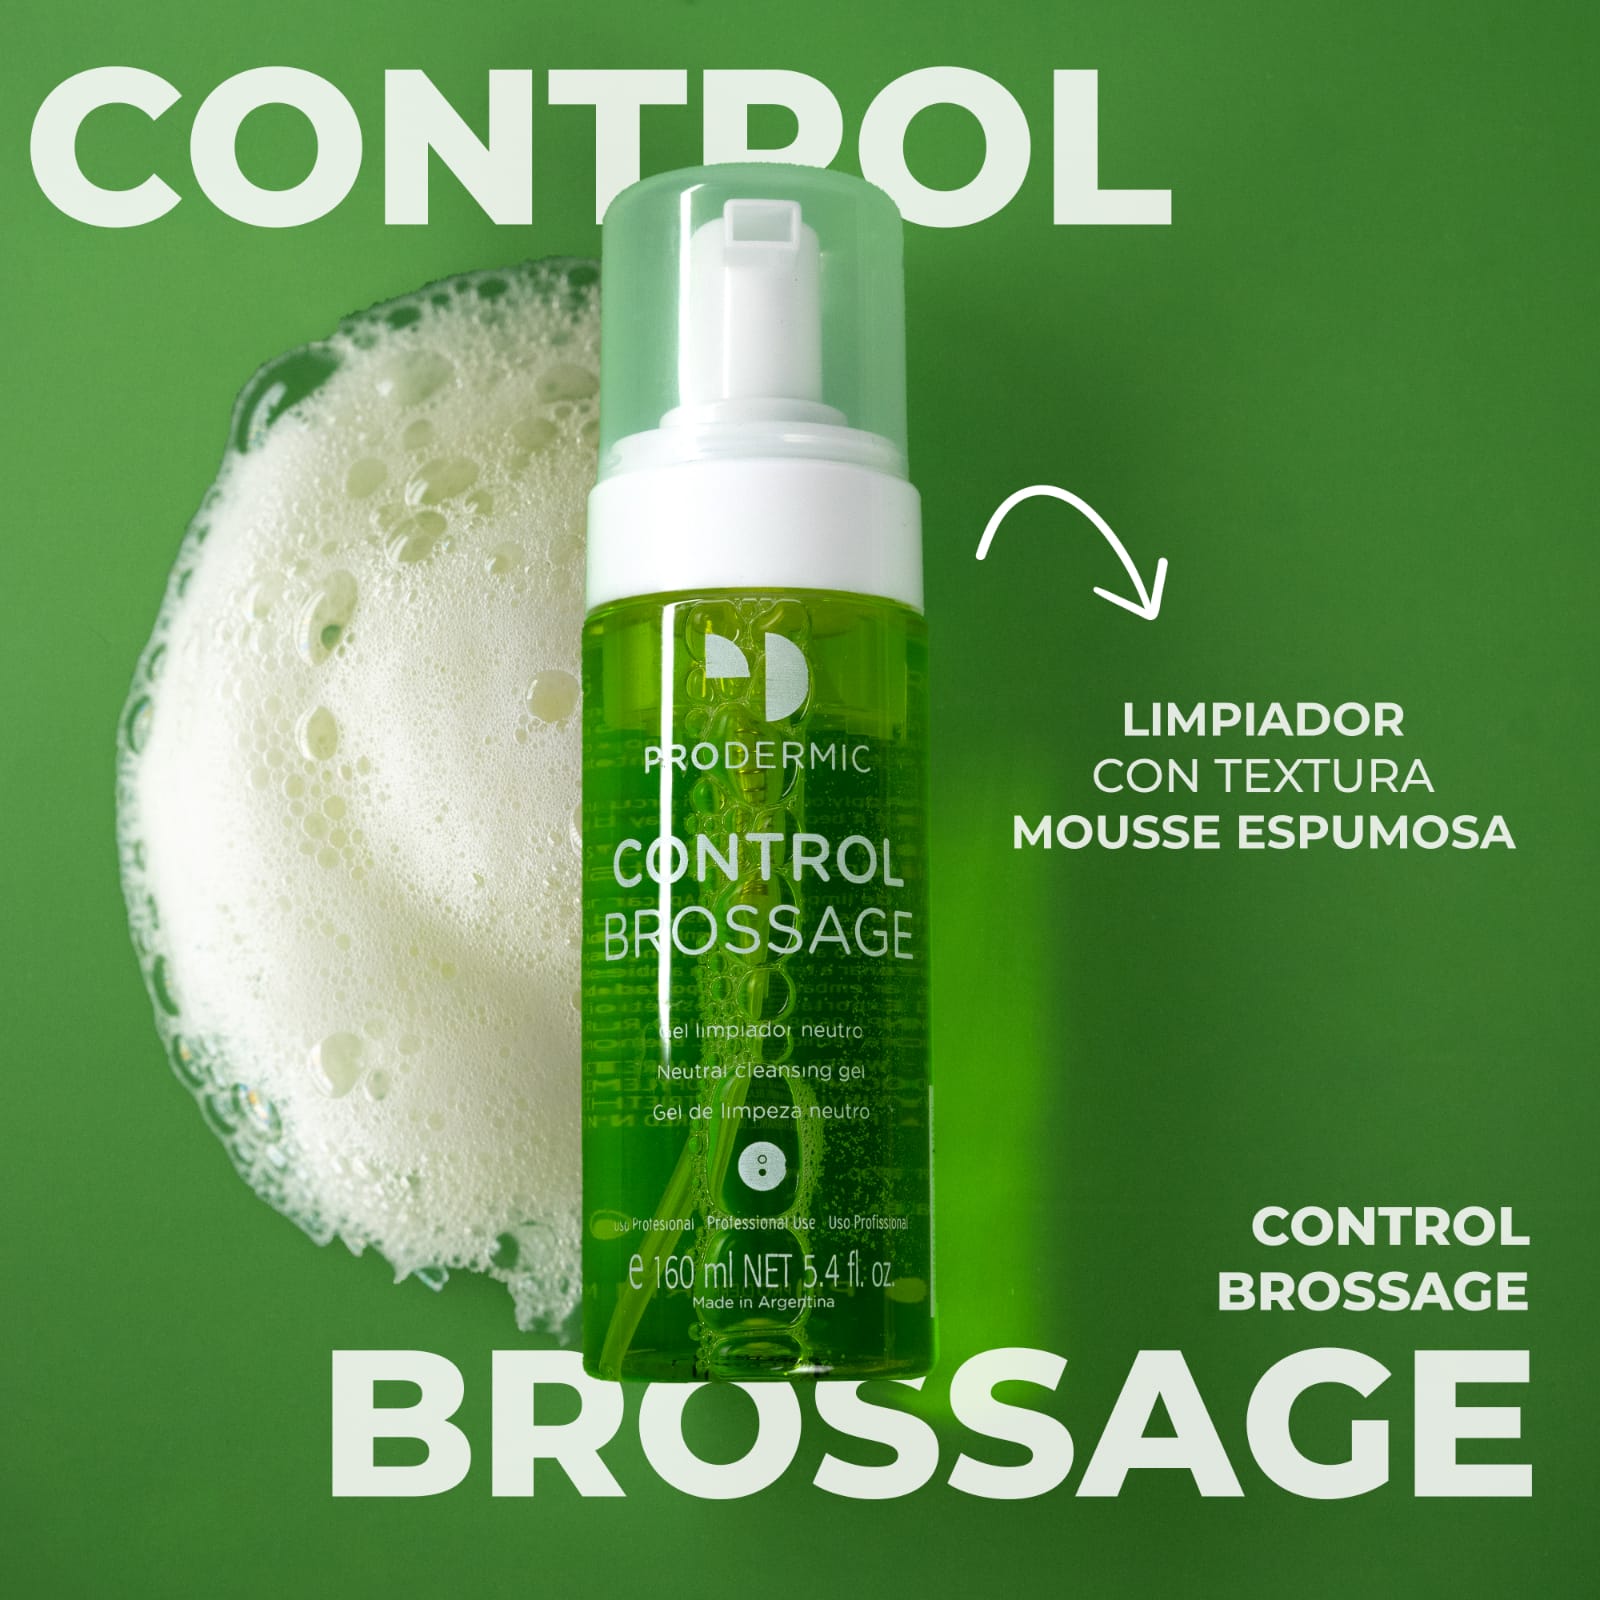 CONTROL
LIMPIADOR
CON TEXTURA
MOUSSE ESPUMOSA
PRODERMIC
CONTROL
BROSSAGE
Gel limpiador neutro
Neutral cleansing gel
Gel de limpeza neutro
Uso Profesional Professional Use Uso Profissional
e 160 ml NET 5.4 fl. oz.
Made in Argentina
CONTROL
BROSSAGE
BROSSAGE